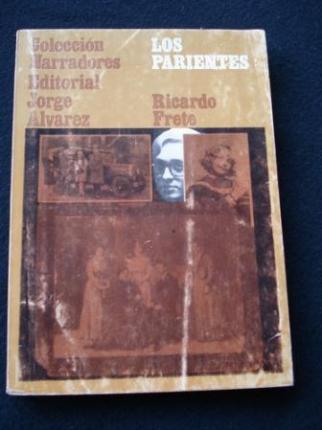 Colección
Narradores
Editorial
Jorge
Alvarez
LOS
PARIENTES
Ricardo
Frete